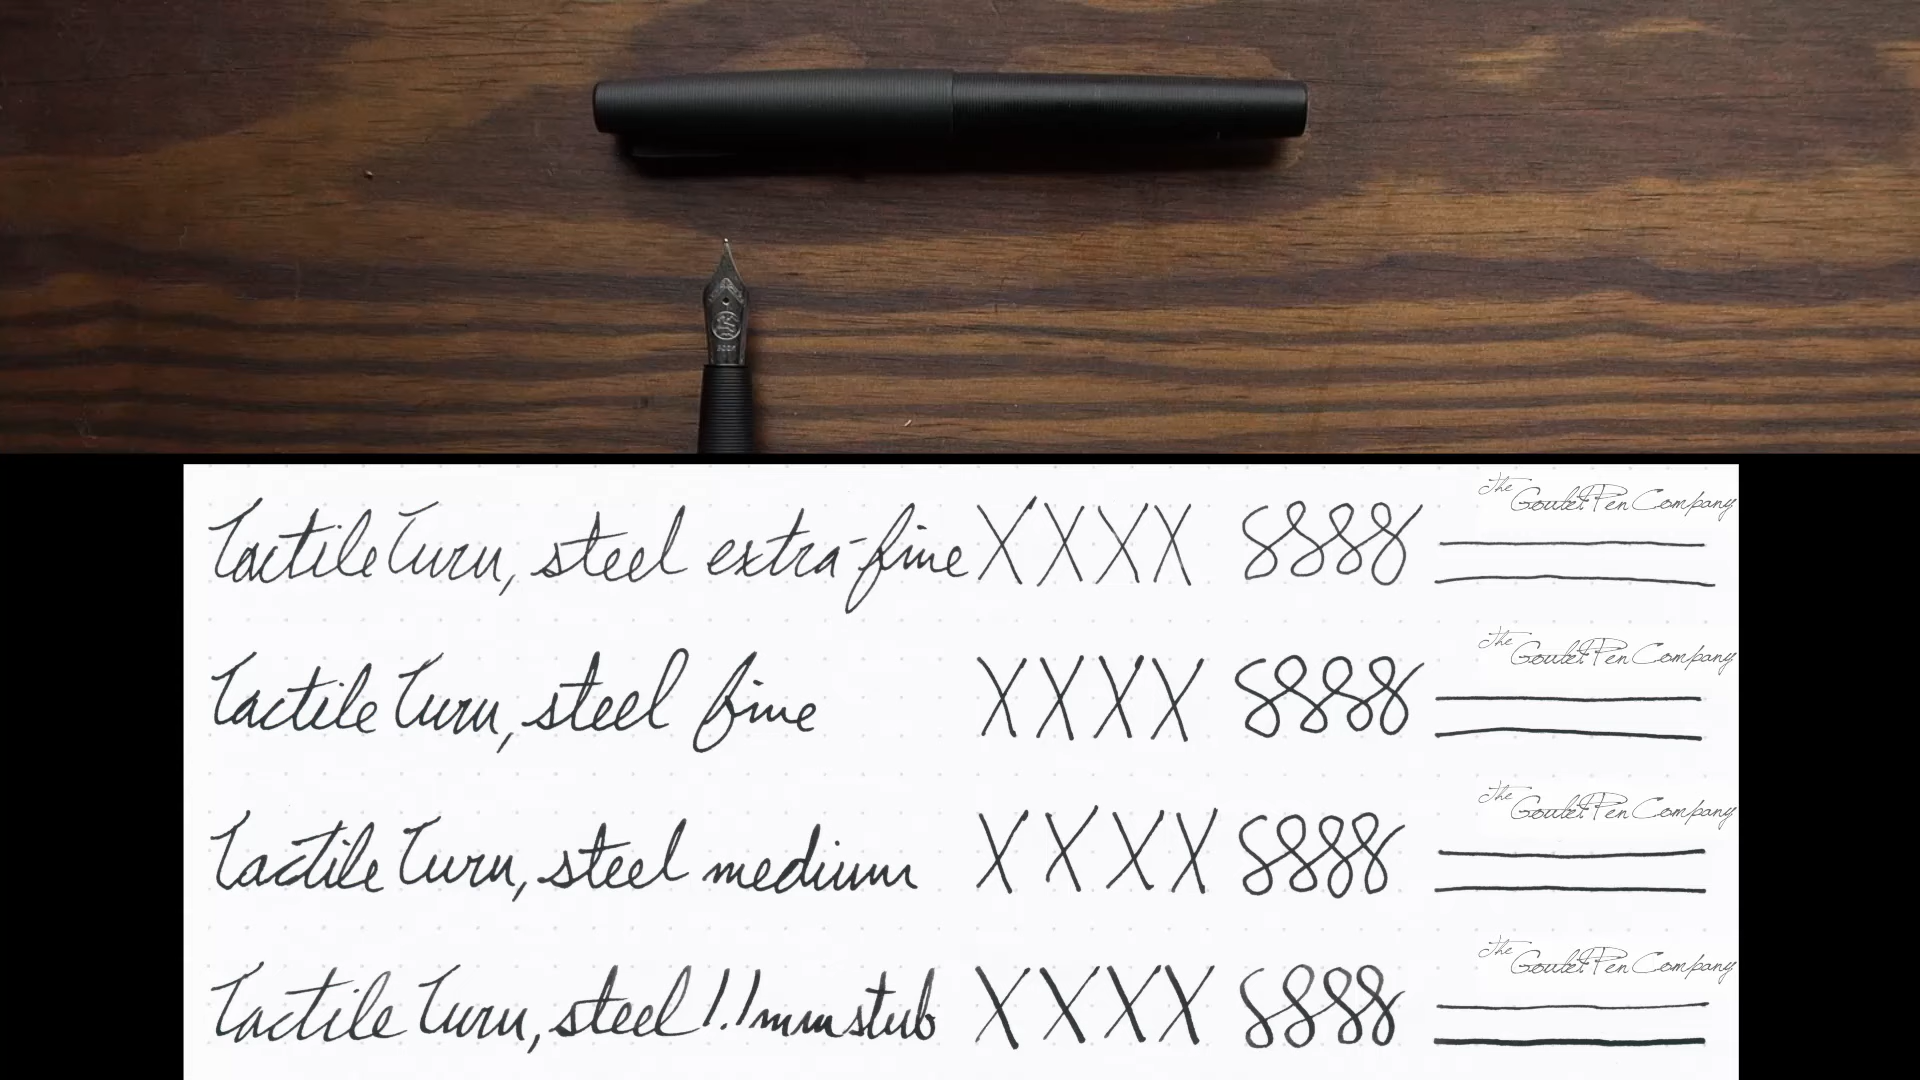 Tactile Turn, steel extra-fine XXXX 8888
The Goulet Pen Company
Tactile Turn, steel fine XXXX 8888
The Goulet Pen Company
Tactile Turn, steel medium XXXX 8888
The Goulet Pen Company
Tactile Turn, steel 1.1mm stub XXXX 8888
The Goulet Pen Company